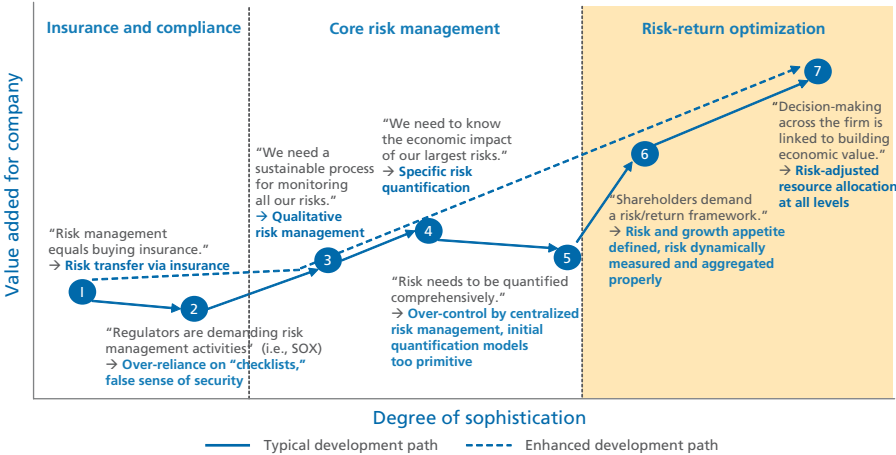 Insurance and compliance
Core risk management
Risk-return optimization
Value added for company
1
"Risk management
equals buying insurance."
→ Risk transfer via insurance
2
"Regulators are demanding risk
management activities" (i.e., SOX)
→ Over-reliance on "checklists,"
false sense of security
3
"We need a
sustainable process
for monitoring
all our risks."
→ Qualitative
risk management
4
"We need to know
the economic impact
of our largest risks."
→ Specific risk
quantification
5
"Risk needs to be quantified
comprehensively."
→ Over-control by centralized
risk management, initial
quantification models
too primitive
6
"Shareholders demand
a risk/return framework."
→ Risk and growth appetite
defined, risk dynamically
measured and aggregated
properly
7
"Decision-making
across the firm is
linked to building
economic value."
→ Risk-adjusted
resource allocation
at all levels
Degree of sophistication
Typical development path
Enhanced development path